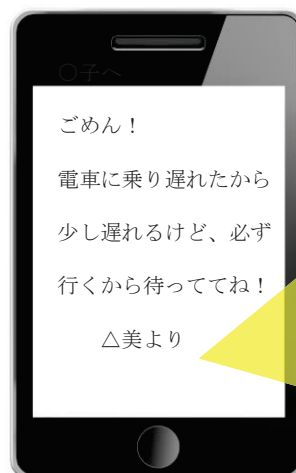 ○子へ
ごめん！
電車に乗り遅れたから
少し遅れるけど、必ず
行くから待っててね！
△美より